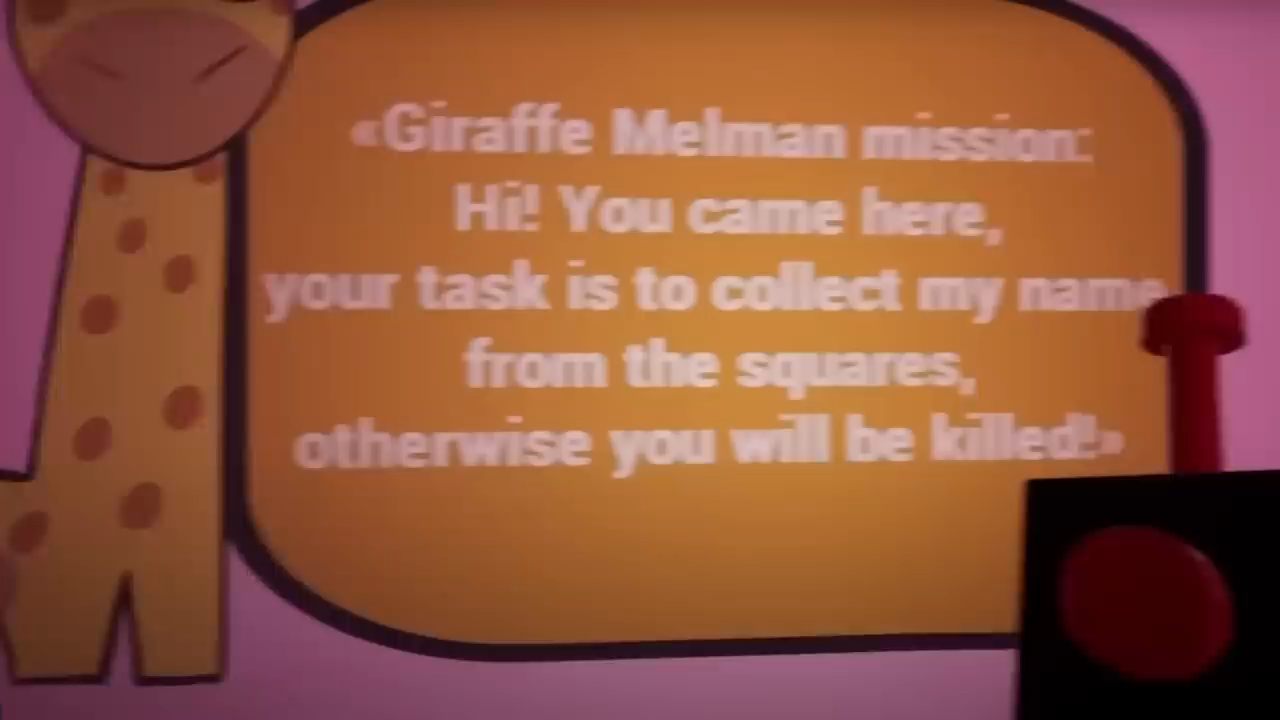 «Giraffe Melman mission:
Hi! You came here,
your task is to collect my name
from the squares,
otherwise you will be killed!»